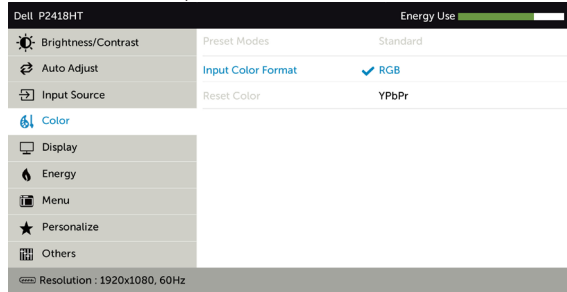 Dell P2418HT Energy Use
Brightness/Contrast Preset Modes Standard
Auto Adjust Input Color Format RGB
Input Source Reset Color YPbPr
Color
Display
Energy
Menu
Personalize
Others
Resolution : 1920x1080, 60Hz